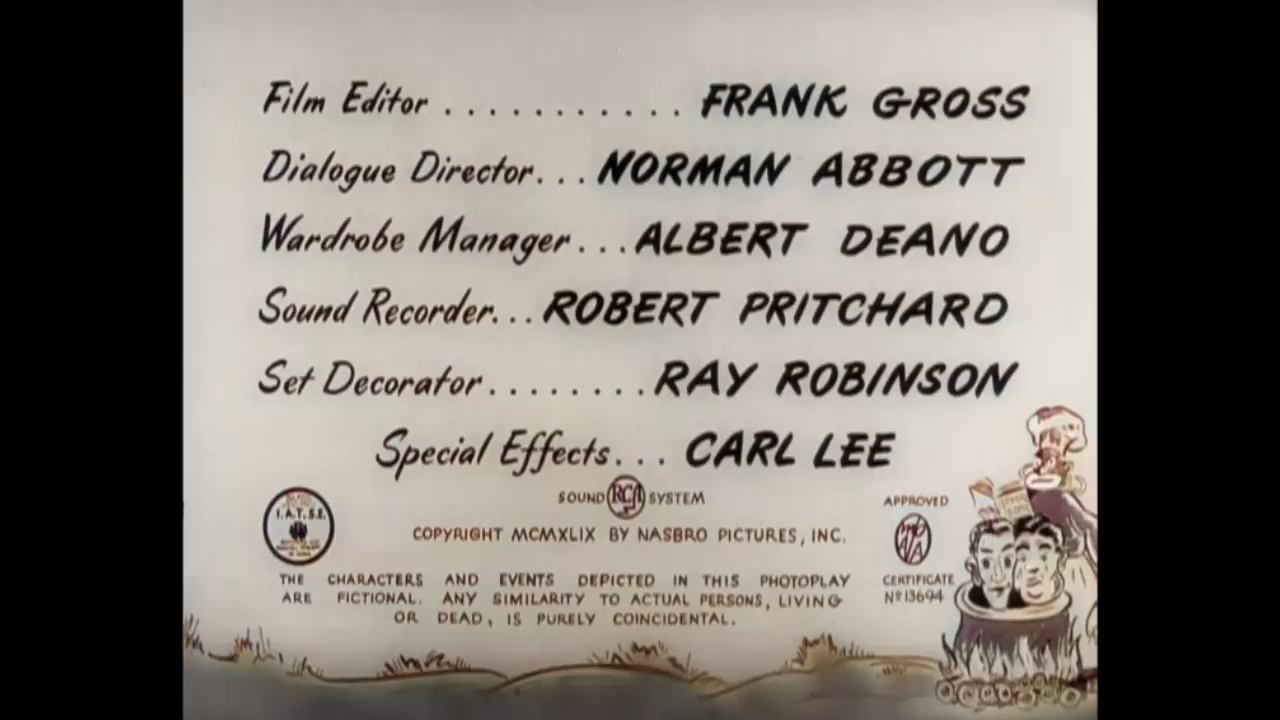 Film Editor ........... FRANK GROSS
Dialogue Director... NORMAN ABBOTT
Wardrobe Manager... ALBERT DEANO
Sound Recorder... ROBERT PRITCHARD
Set Decorator........ RAY ROBINSON
Special Effects... CARL LEE
SOUND RCA SYSTEM
APPROVED
I.A.T.S.E.
COPYRIGHT MCMXLIX BY NASBRO PICTURES, INC.
THE CHARACTERS AND EVENTS DEPICTED IN THIS PHOTOPLAY
ARE FICTIONAL. ANY SIMILARITY TO ACTUAL PERSONS, LIVING
OR DEAD, IS PURELY COINCIDENTAL.
CERTIFICATE
Nº 13694